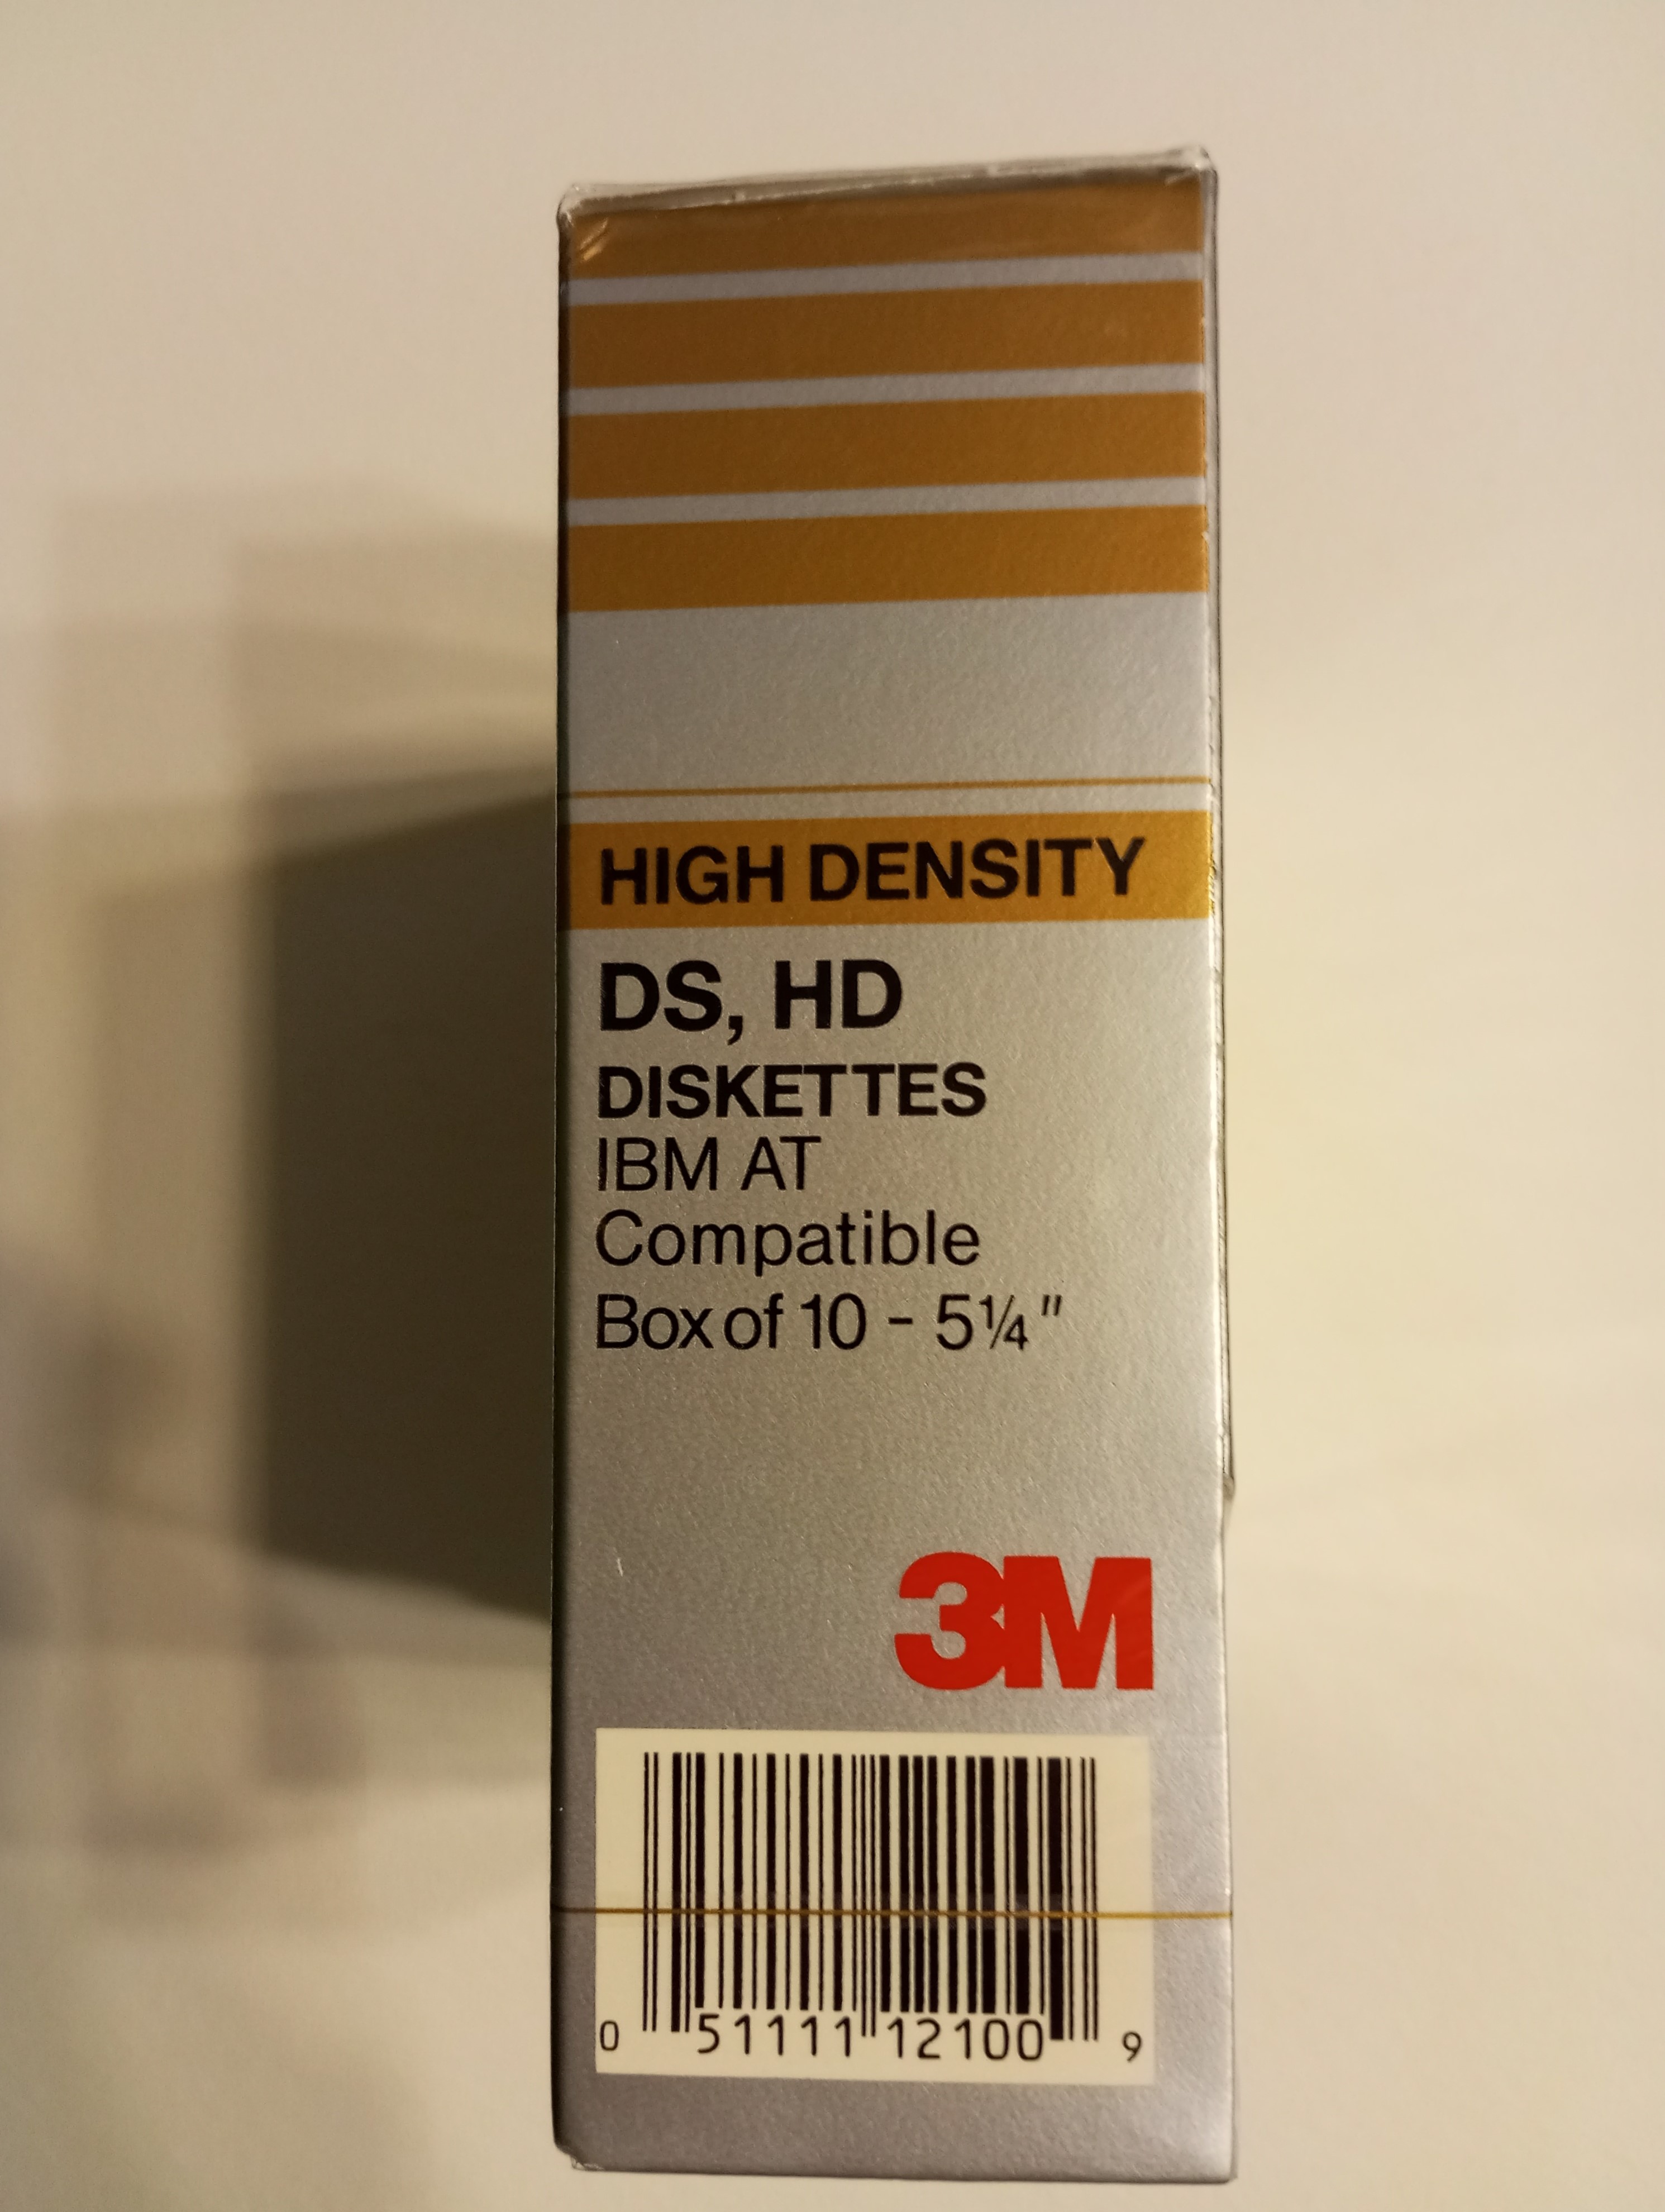 HIGH DENSITY
DS, HD
DISKETTES
IBM AT
Compatible
Box of 10 - 5¼"
3M
0 51111 12100 9